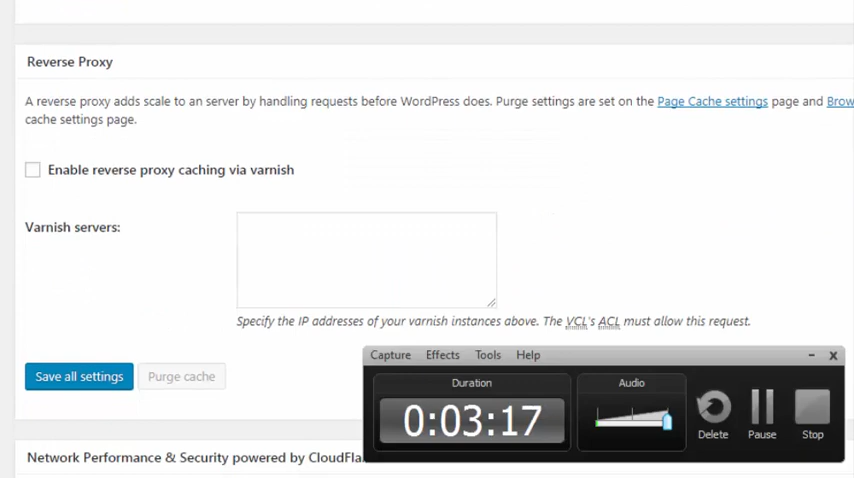 Reverse Proxy
A reverse proxy adds scale to an server by handling requests before WordPress does. Purge settings are set on the Page Cache settings page and Brow
cache settings page.
Enable reverse proxy caching via varnish
Varnish servers:
Specify the IP addresses of your varnish instances above. The VCL's ACL must allow this request.
Save all settings Purge cache
Capture Effects Tools Help
Duration Audio
0:03:17
Delete Pause Stop
Network Performance & Security powered by CloudFla